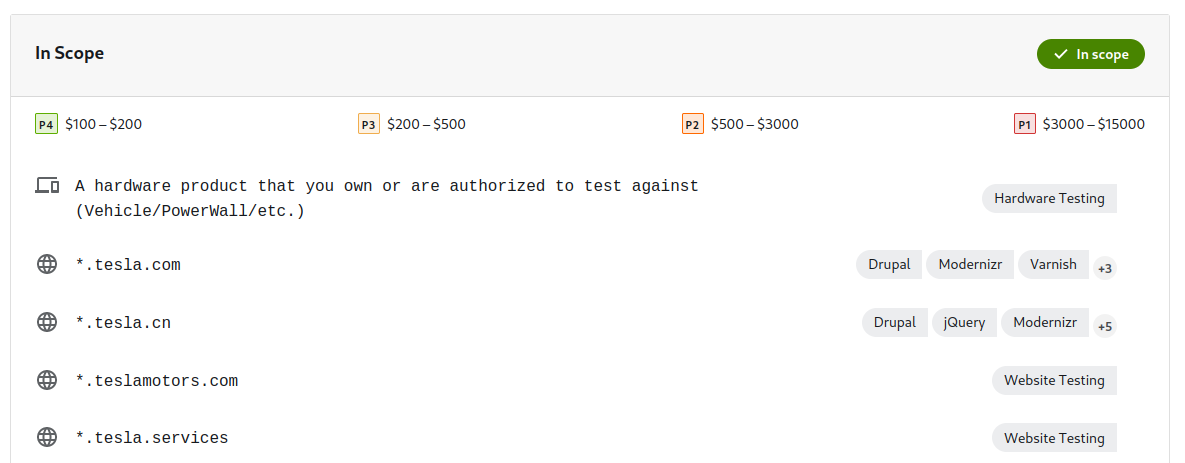 In Scope
In scope
P4 $100 – $200
P3 $200 – $500
P2 $500 – $3000
P1 $3000 – $15000
A hardware product that you own or are authorized to test against
(Vehicle/PowerWall/etc.)
Hardware Testing
*.tesla.com
Drupal Modernizr Varnish +3
*.tesla.cn
Drupal jQuery Modernizr +5
*.teslamotors.com
Website Testing
*.tesla.services
Website Testing